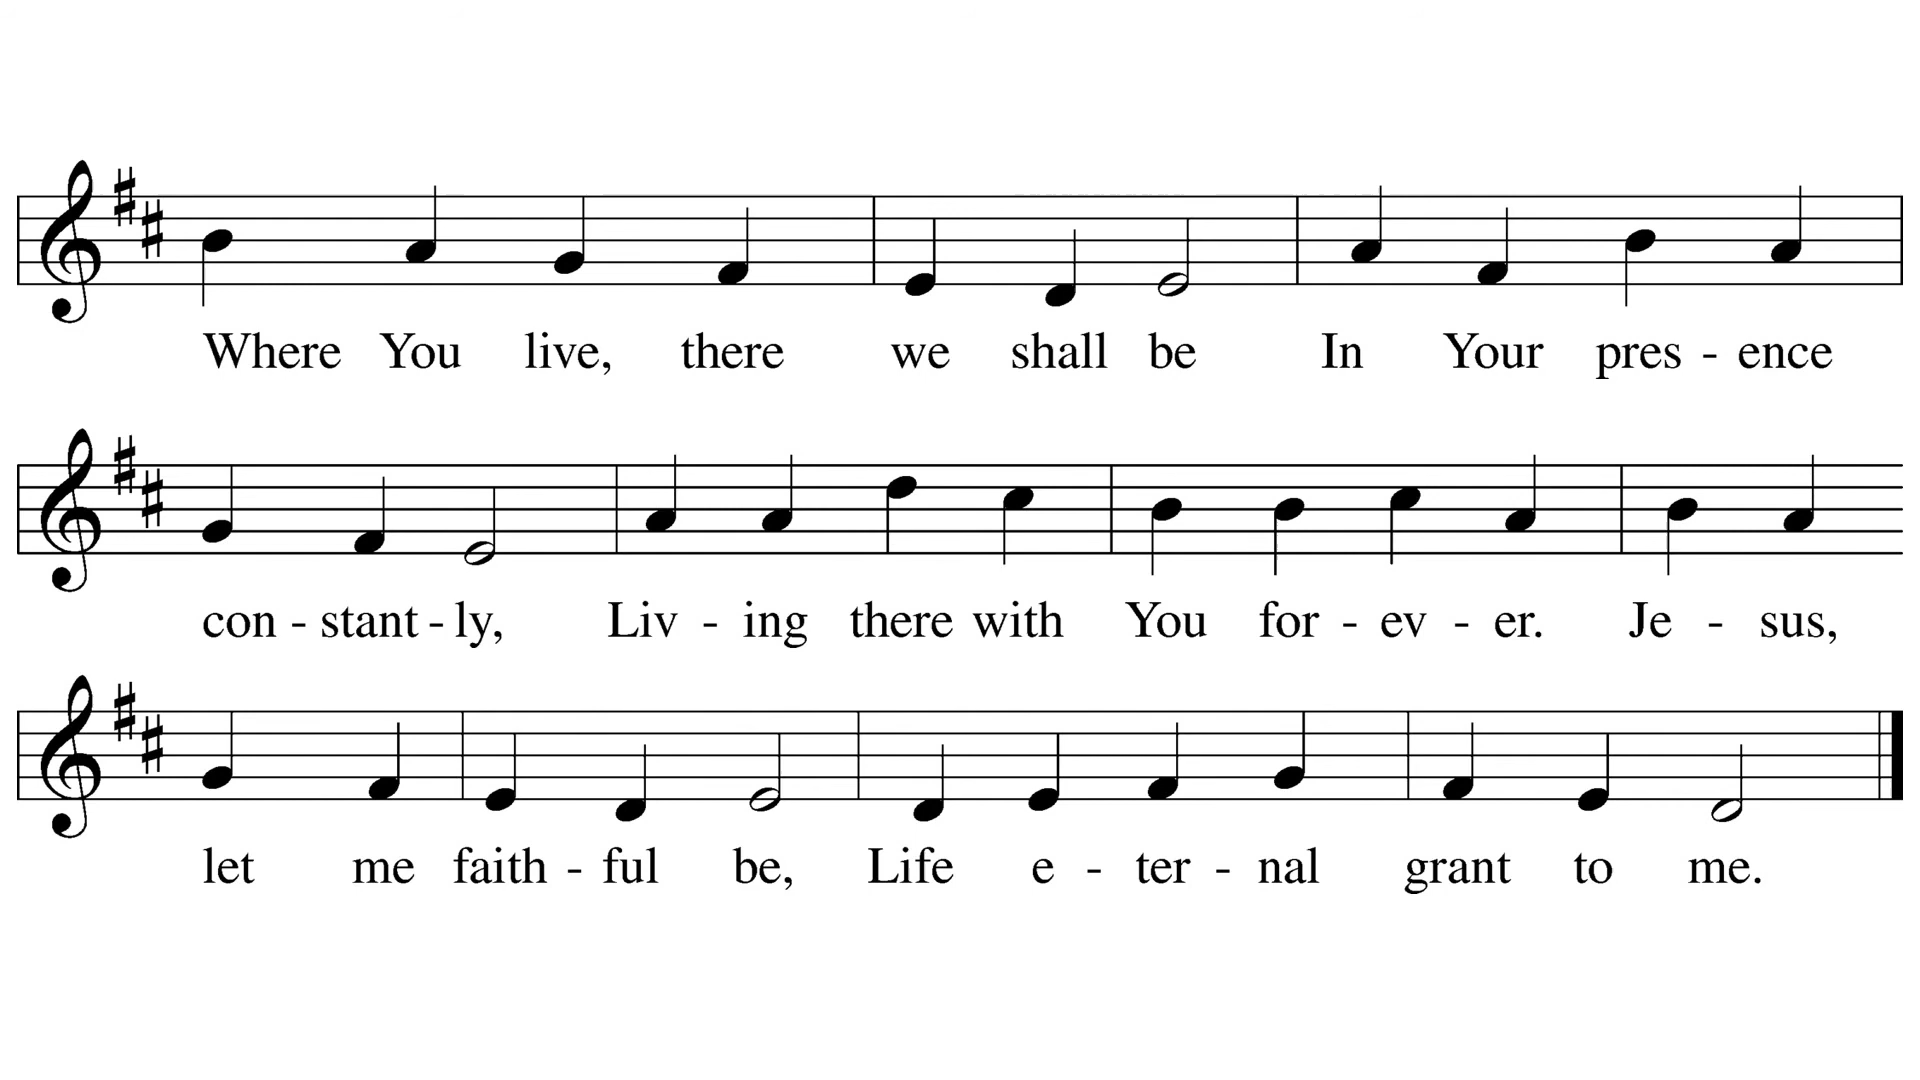 Where You live, there we shall be In Your pres - ence
con - stant - ly, Liv - ing there with You for - ev - er. Je - sus,
let me faith - ful be, Life e - ter - nal grant to me.